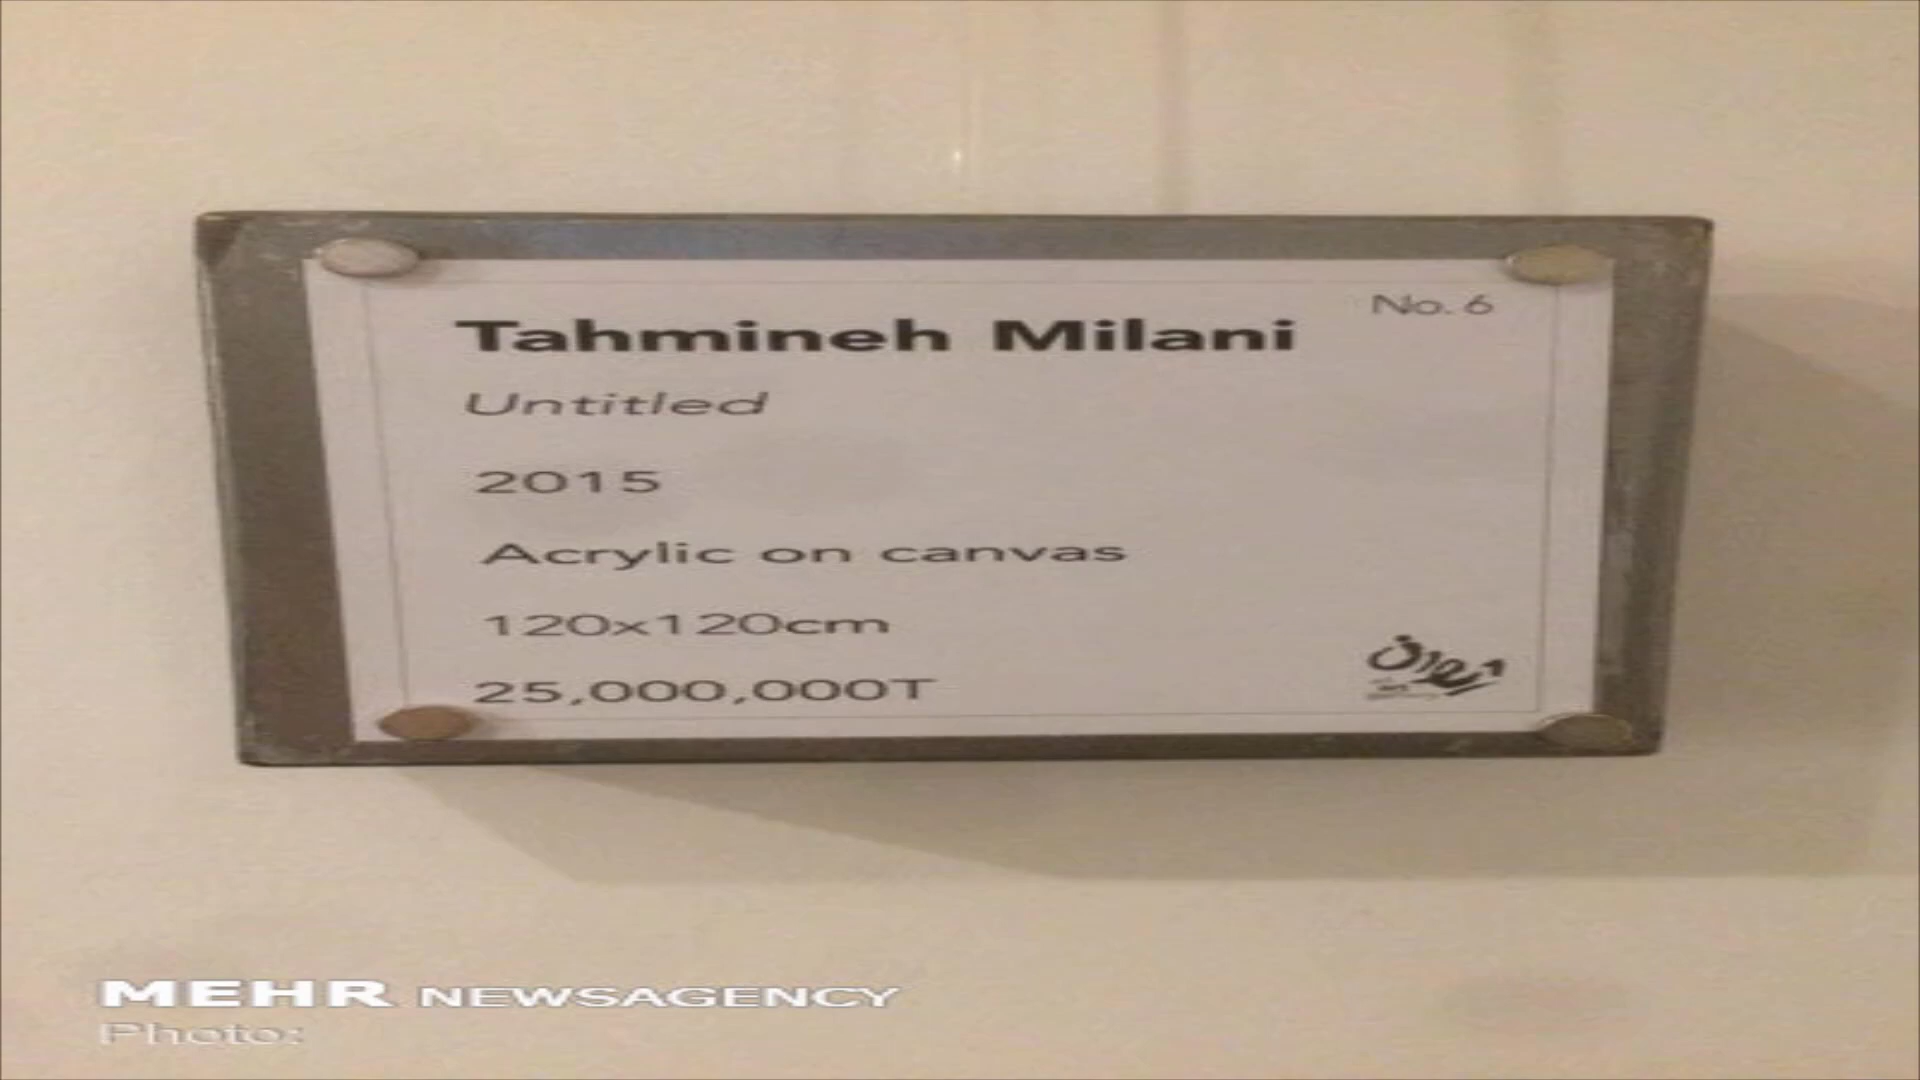 No. 6
Tahmineh Milani
Untitled
2015
Acrylic on canvas
120x120cm
25,000,000T
MEHR NEWSAGENCY
Photo: